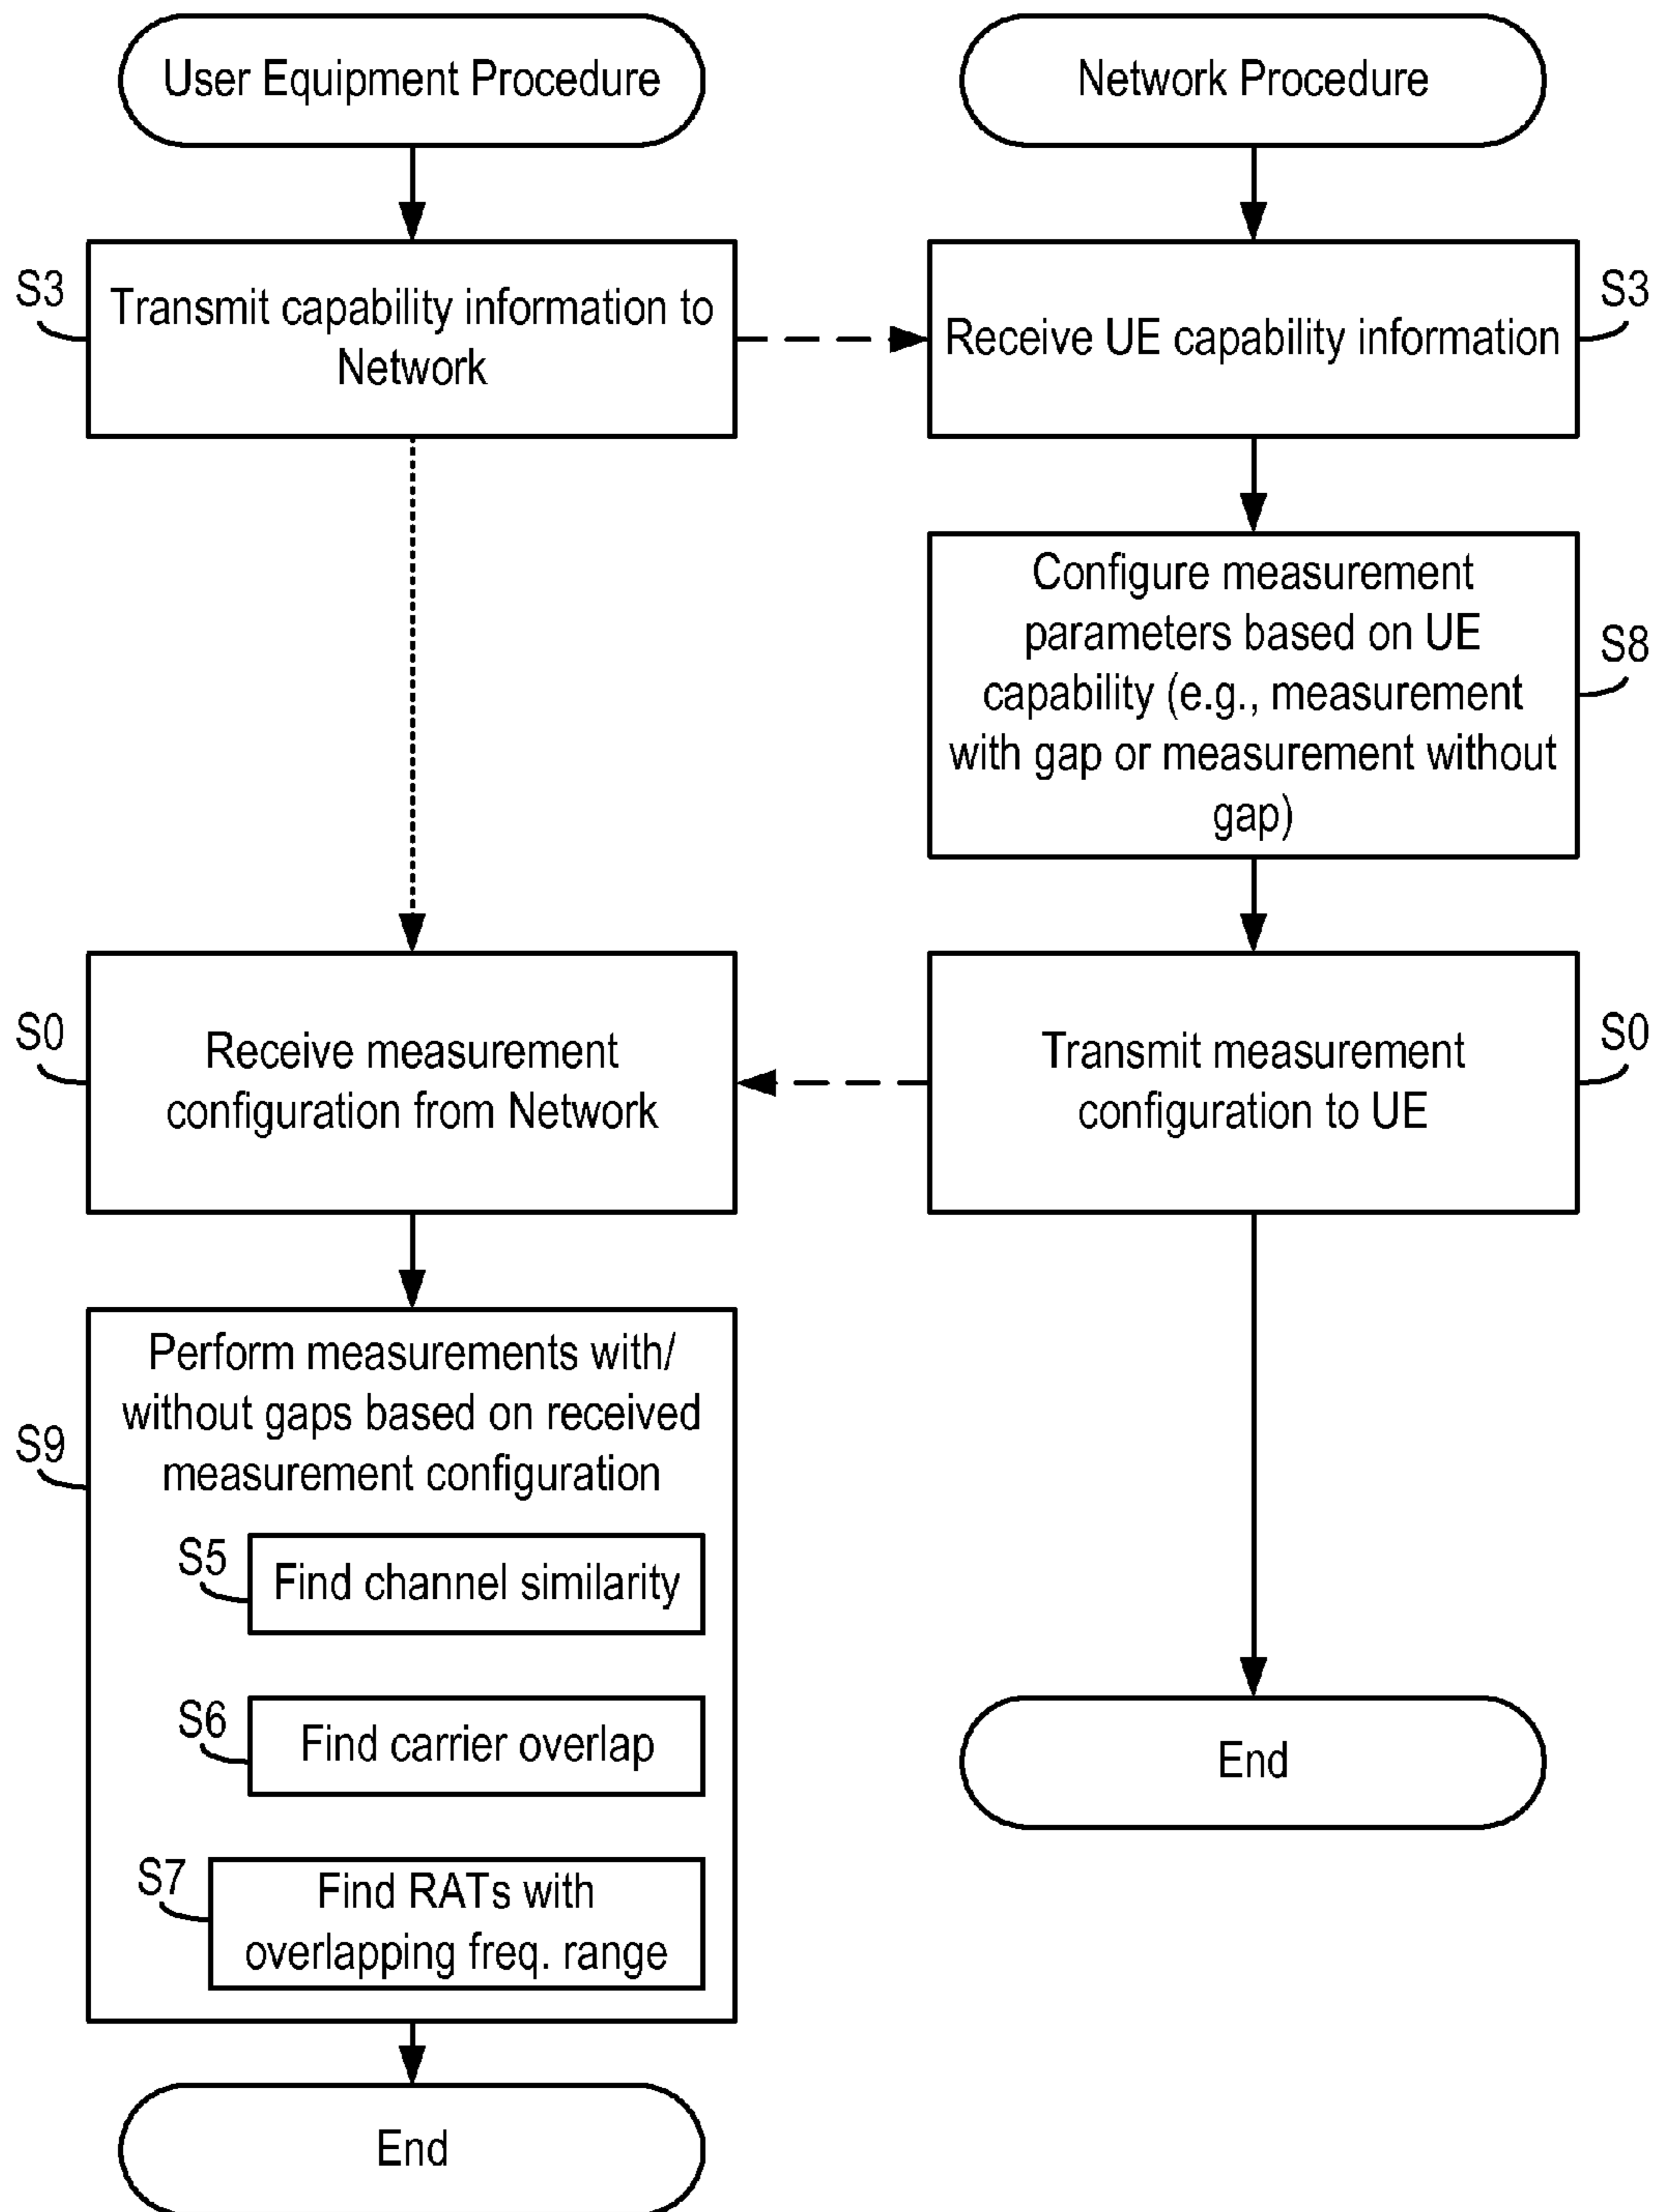 User Equipment Procedure
Network Procedure
S3
Transmit capability information to
Network
Receive UE capability information
S3
Configure measurement
parameters based on UE
capability (e.g., measurement
with gap or measurement without
gap)
S8
S0
Receive measurement
configuration from Network
Transmit measurement
configuration to UE
S0
S9
Perform measurements with/
without gaps based on received
measurement configuration
S5
Find channel similarity
S6
Find carrier overlap
S7
Find RATs with
overlapping freq. range
End
End